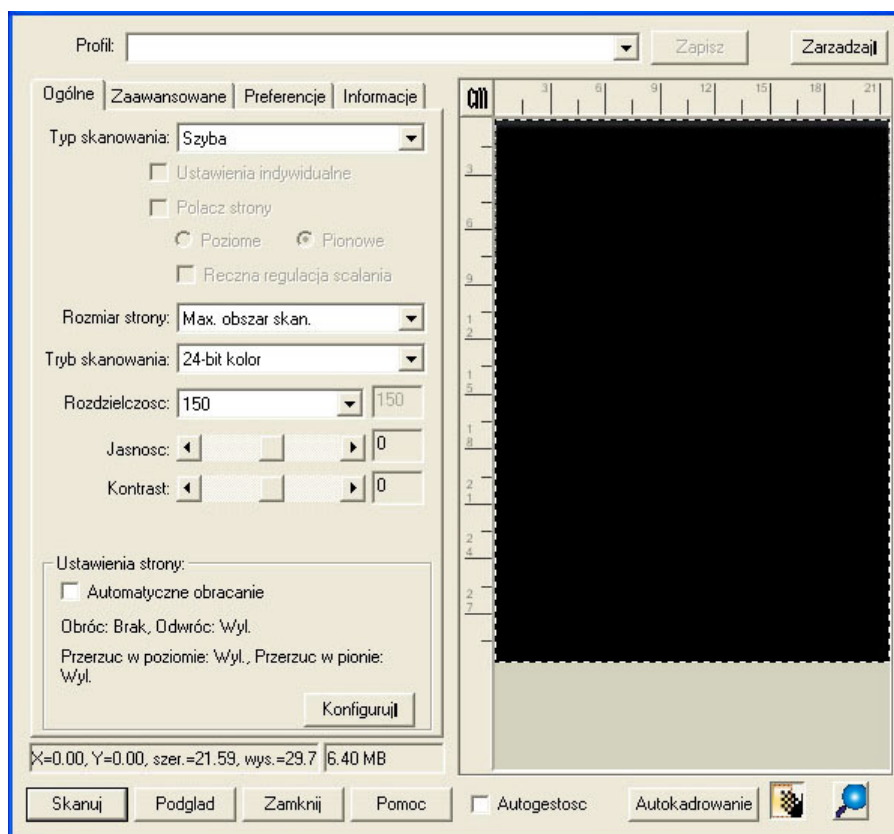 Profil:
Zapisz
Zarzadzaj
Ogólne Zaawansowane Preferencje Informacje
Typ skanowania: Szyba
Ustawienia indywidualne
Polacz strony
Poziome Pionowe
Reczna regulacja scalania
Rozmiar strony: Max. obszar skan.
Tryb skanowania: 24-bit kolor
Rozdzielczosc: 150 150
Jasnosc: 0
Kontrast: 0
Ustawienia strony:
Automatyczne obracanie
Obróc: Brak, Odwróc: Wyl.
Przerzuc w poziomie: Wyl., Przerzuc w pionie:
Wyl.
Konfiguruj
X=0.00, Y=0.00, szer.=21.59, wys.=29.7 6.40 MB
cm 3 6 9 12 15 18 21
3
6
9
12
15
18
21
24
27
Skanuj Podglad Zamknij Pomoc Autogestosc Autokadrowanie